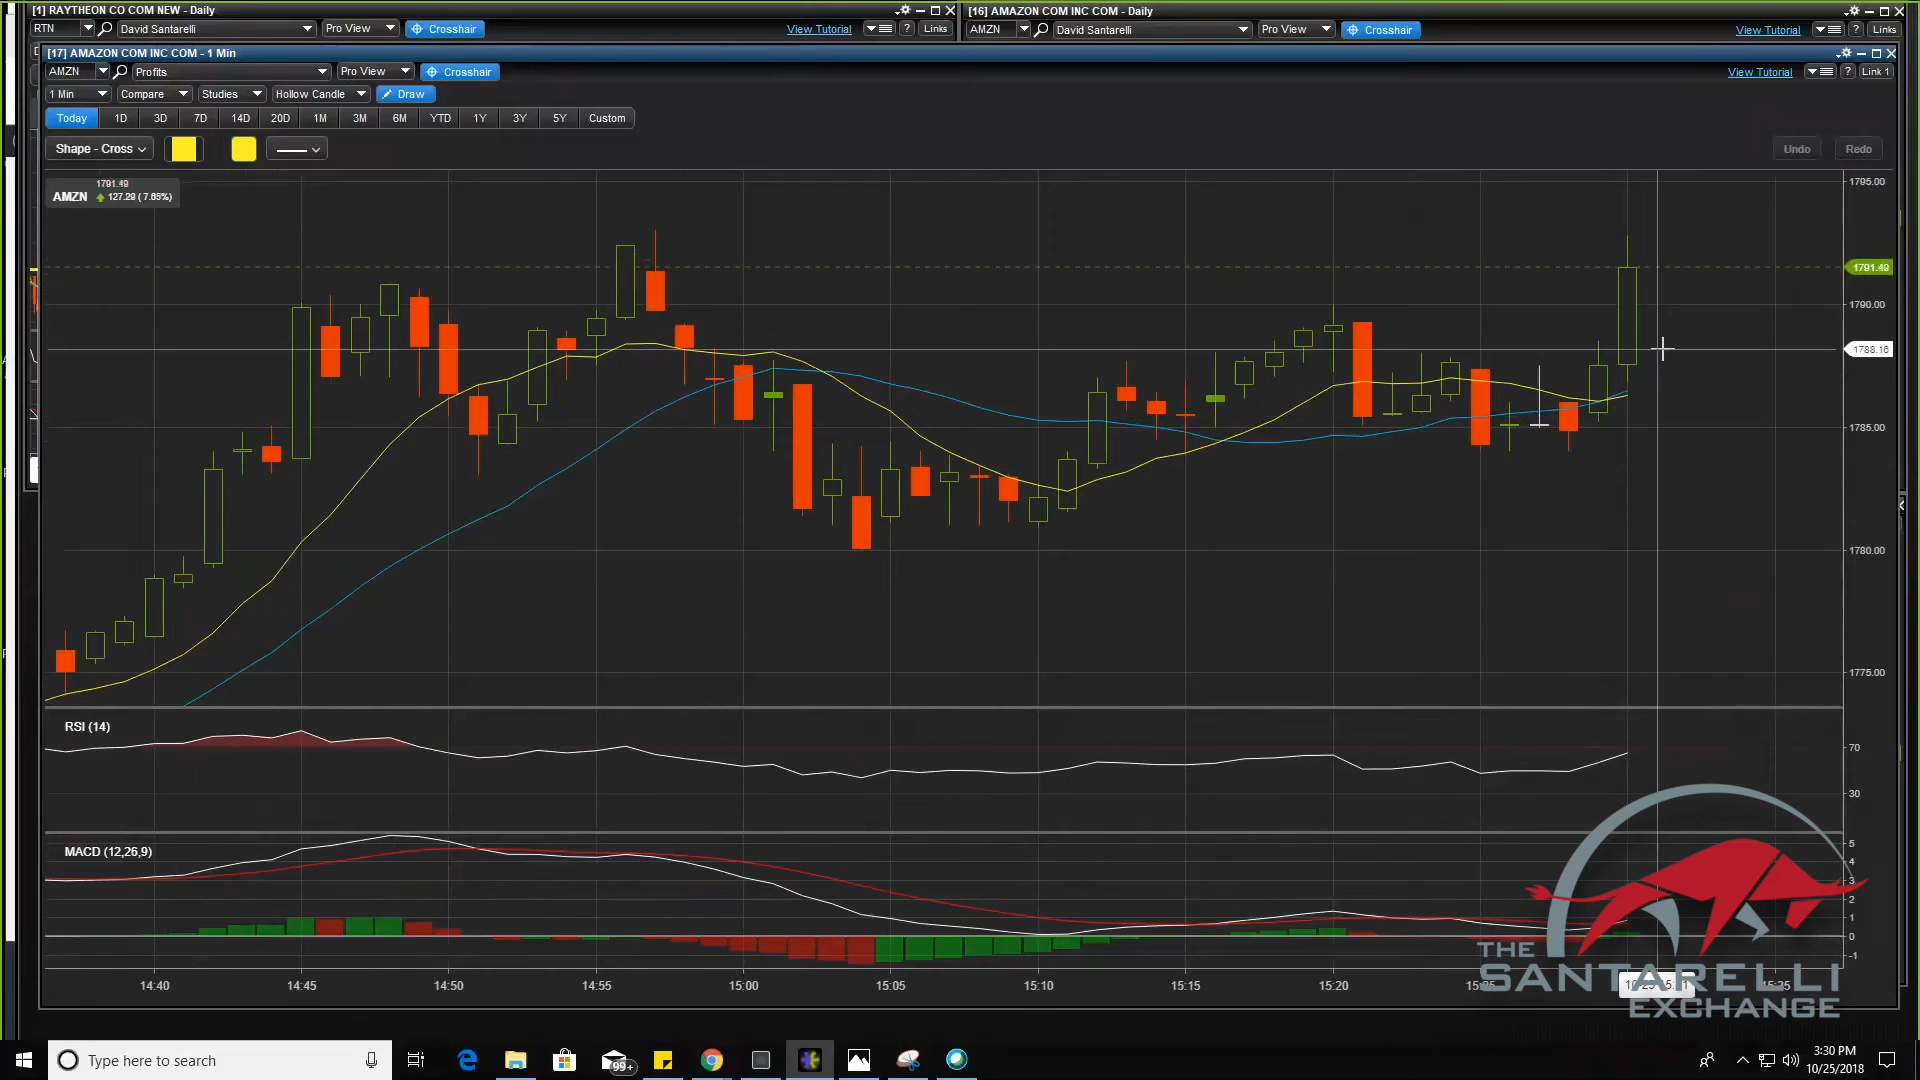 [1] RAYTHEON CO COM NEW - Daily
[16] AMAZON COM INC COM - Daily
RTN David Santarelli Pro View Crosshair View Tutorial ? Links
AMZN David Santarelli Pro View Crosshair View Tutorial ? Links
[17] AMAZON COM INC COM - 1 Min
AMZN Profits Pro View Crosshair View Tutorial ? Link 1
1 Min Compare Studies Hollow Candle Draw
Today 1D 3D 7D 14D 20D 1M 3M 6M YTD 1Y 3Y 5Y Custom
Shape - Cross Undo Redo
1795.00
1791.49
AMZN 127.29 ( 7.65%)
1791.49
1790.00
1788.16
1785.00
1780.00
1775.00
RSI (14)
70
30
MACD (12,26,9)
5
4
3
2
1
0
-1
THE
SANTARELLI
EXCHANGE
14:40 14:45 14:50 14:55 15:00 15:05 15:10 15:15 15:20
Type here to search
99+
3:30 PM
10/25/2018